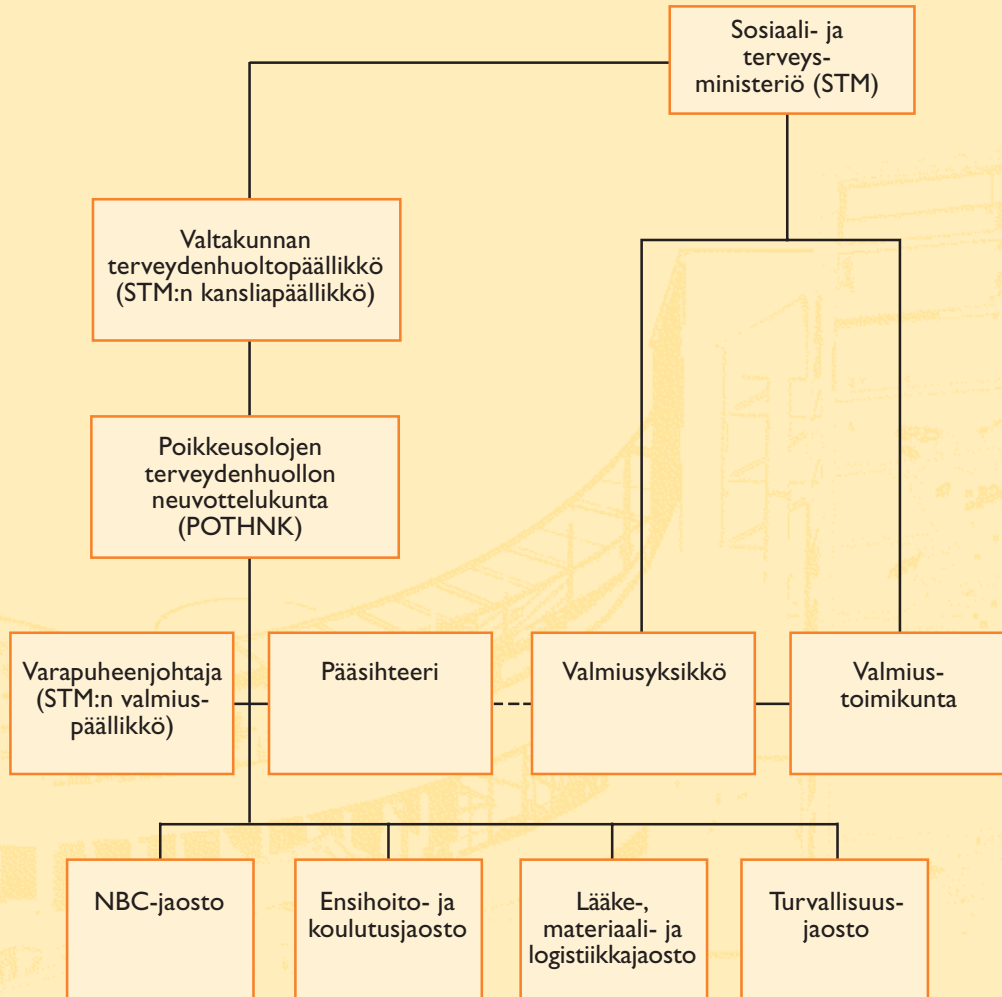 Sosiaali- ja
terveys-
ministeriö (STM)
Valtakunnan
terveydenhuoltopäällikkö
(STM:n kansliapäällikkö)
Poikkeusolojen
terveydenhuollon
neuvottelukunta
(POTHNK)
Varapuheenjohtaja
(STM:n valmius-
päällikkö)
Pääsihteeri
Valmiusyksikkö
Valmius-
toimikunta
NBC-jaosto
Ensihoito- ja
koulutusjaosto
Lääke-,
materiaali- ja
logistiikkajaosto
Turvallisuus-
jaosto